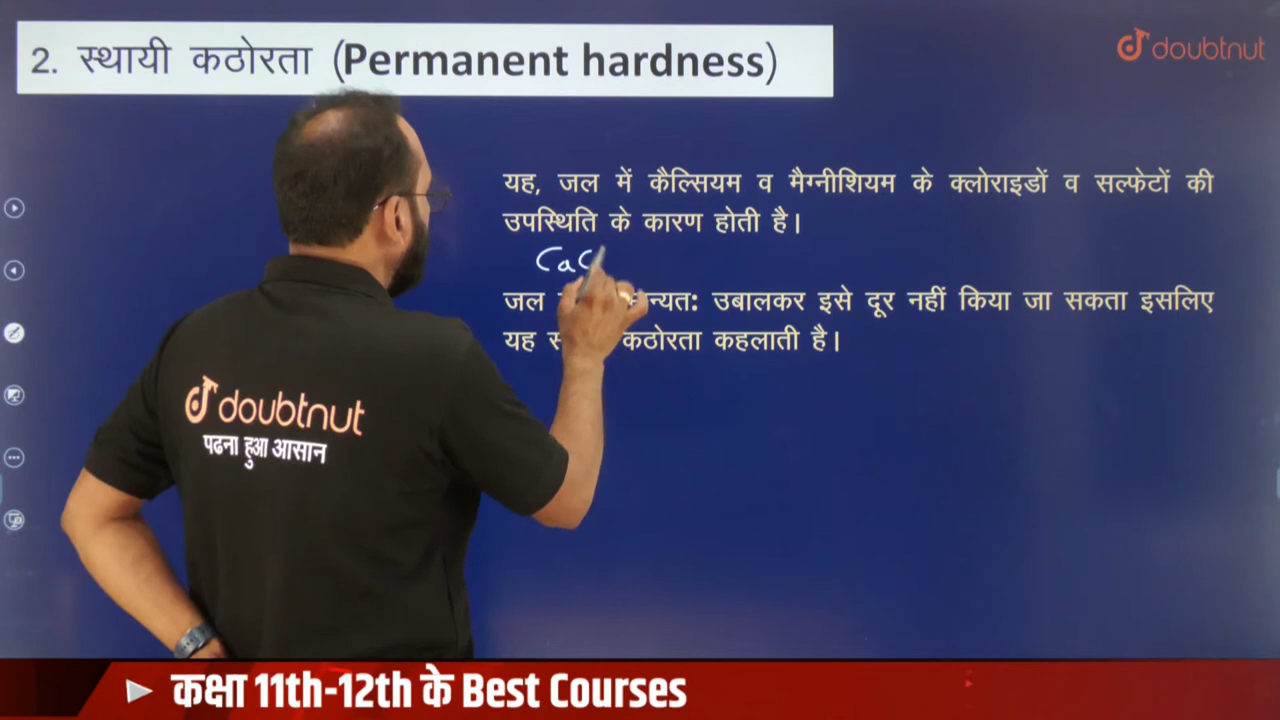 2. स्थायी कठोरता (Permanent hardness)
doubtnut
यह, जल में कैल्सियम व मैग्नीशियम के क्लोराइडों व सल्फेटों की
उपस्थिति के कारण होती है।
CaC
जल उबालकर इसे दूर नहीं किया जा सकता इसलिए
यह कठोरता कहलाती है।
doubtnut
पढना हुआ आसान
कक्षा 11th-12th के Best Courses